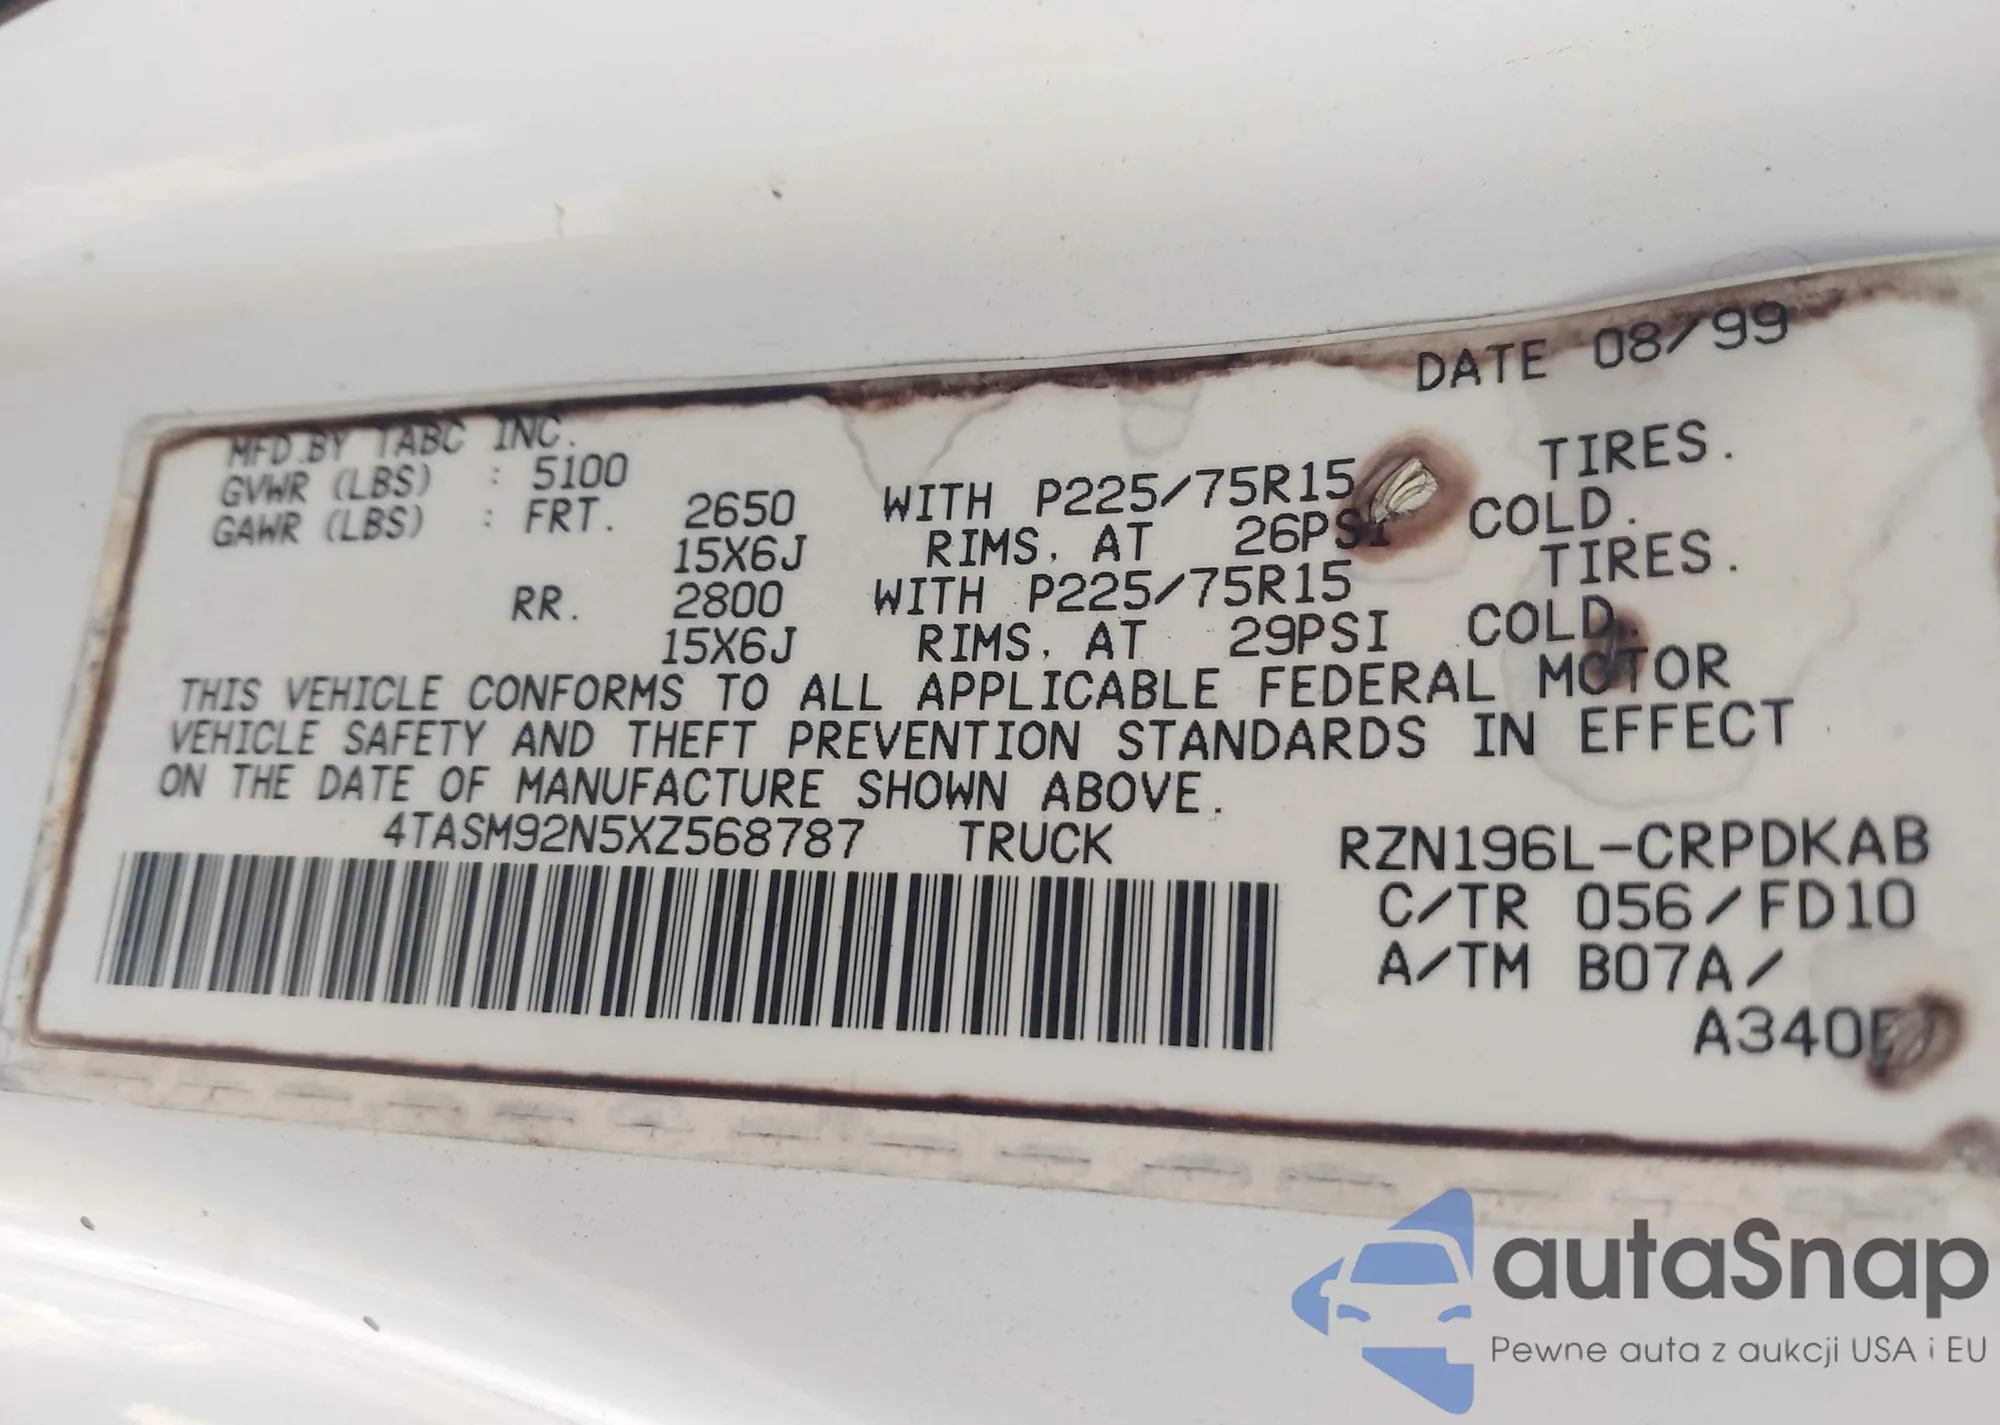 DATE 08/99
MFD.BY TABC INC.
GVWR (LBS) : 5100
GAWR (LBS) : FRT. 2650 WITH P225/75R15 TIRES.
15X6J RIMS, AT 26PSI COLD.
RR. 2800 WITH P225/75R15 TIRES.
15X6J RIMS, AT 29PSI COLD.
THIS VEHICLE CONFORMS TO ALL APPLICABLE FEDERAL MOTOR
VEHICLE SAFETY AND THEFT PREVENTION STANDARDS IN EFFECT
ON THE DATE OF MANUFACTURE SHOWN ABOVE.
4TASM92N5XZ568787 TRUCK RZN196L-CRPDKAB
C/TR 056/FD10
A/TM B07A/
autaSnap
Pewne auta z aukcji USA i EU